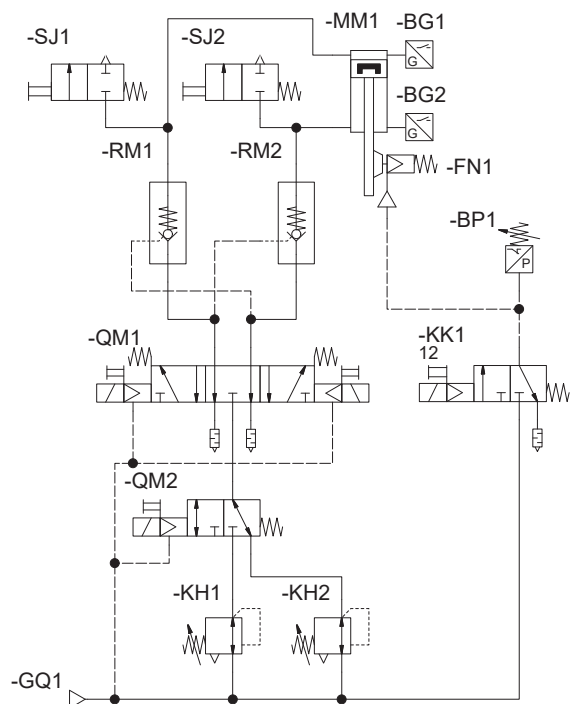 -SJ1
-SJ2
-MM1
-BG1
G
-BG2
G
-RM1
-RM2
-FN1
-BP1
P
-QM1
-KK1
12
-QM2
-KH1
-KH2
-GQ1